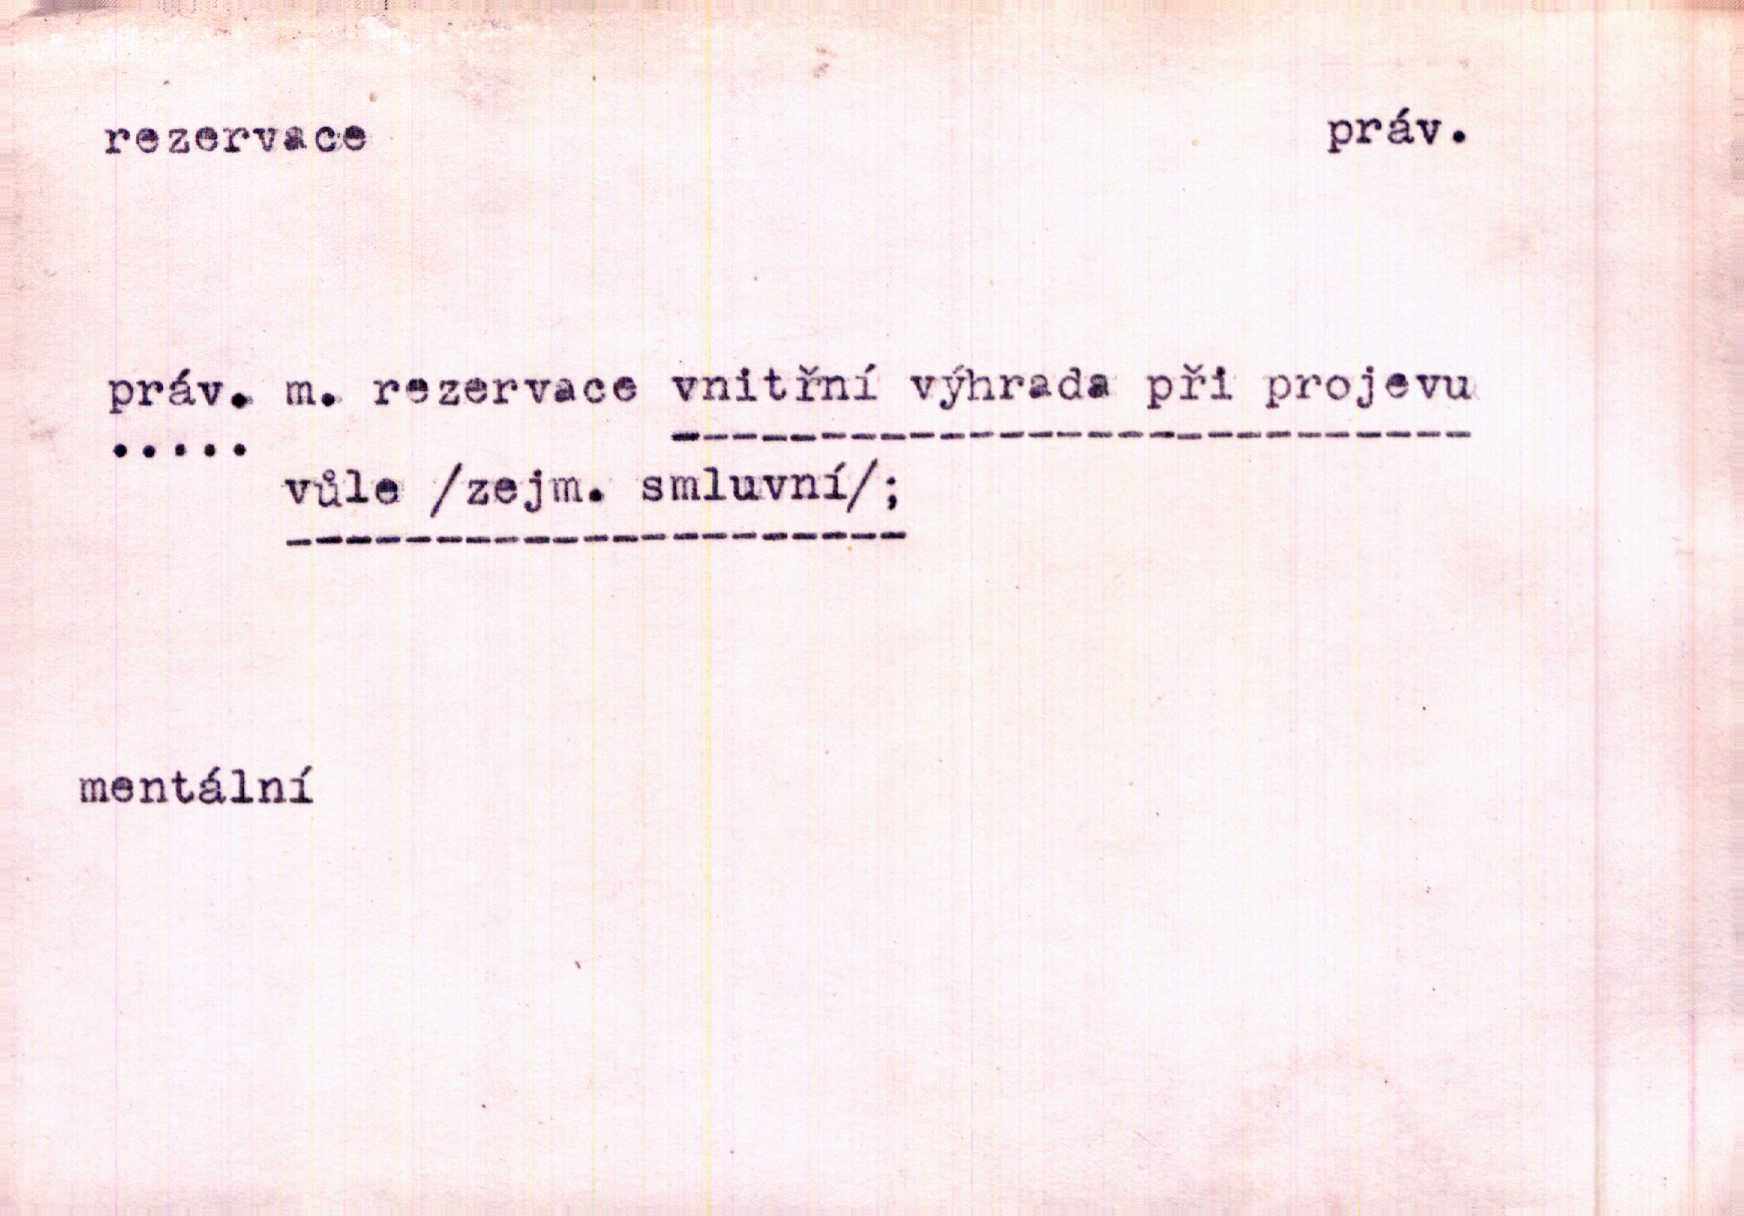 rezervace práv.
práv. m. rezervace vnitřní výhrada při projevu
vůle /zejm. smluvní/;
mentální